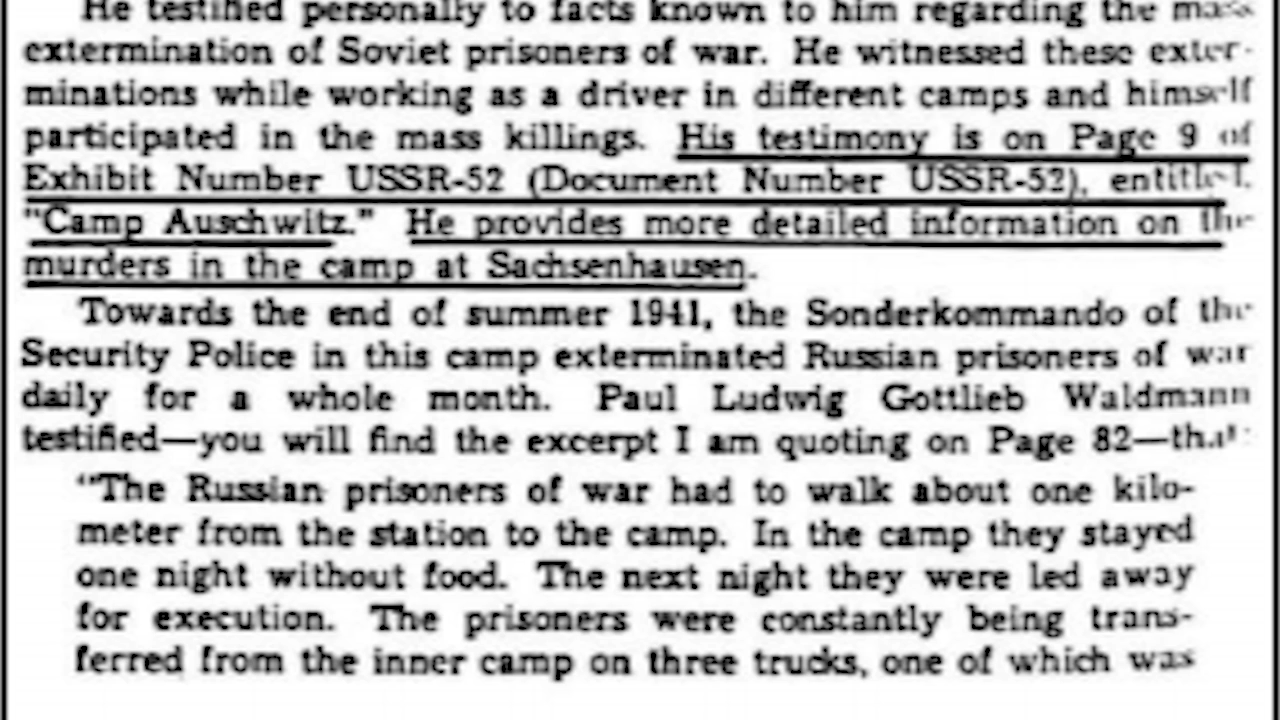 He testified personally to facts known to him regarding the mass
extermination of Soviet prisoners of war. He witnessed these exter-
minations while working as a driver in different camps and himself
participated in the mass killings. His testimony is on Page 9 of
Exhibit Number USSR-52 (Document Number USSR-52), entitled,
"Camp Auschwitz." He provides more detailed information on the
murders in the camp at Sachsenhausen.
Towards the end of summer 1941, the Sonderkommando of the
Security Police in this camp exterminated Russian prisoners of war
daily for a whole month. Paul Ludwig Gottlieb Waldmann
testified—you will find the excerpt I am quoting on Page 82—that:
"The Russian prisoners of war had to walk about one kilo-
meter from the station to the camp. In the camp they stayed
one night without food. The next night they were led away
for execution. The prisoners were constantly being trans-
ferred from the inner camp on three trucks, one of which was